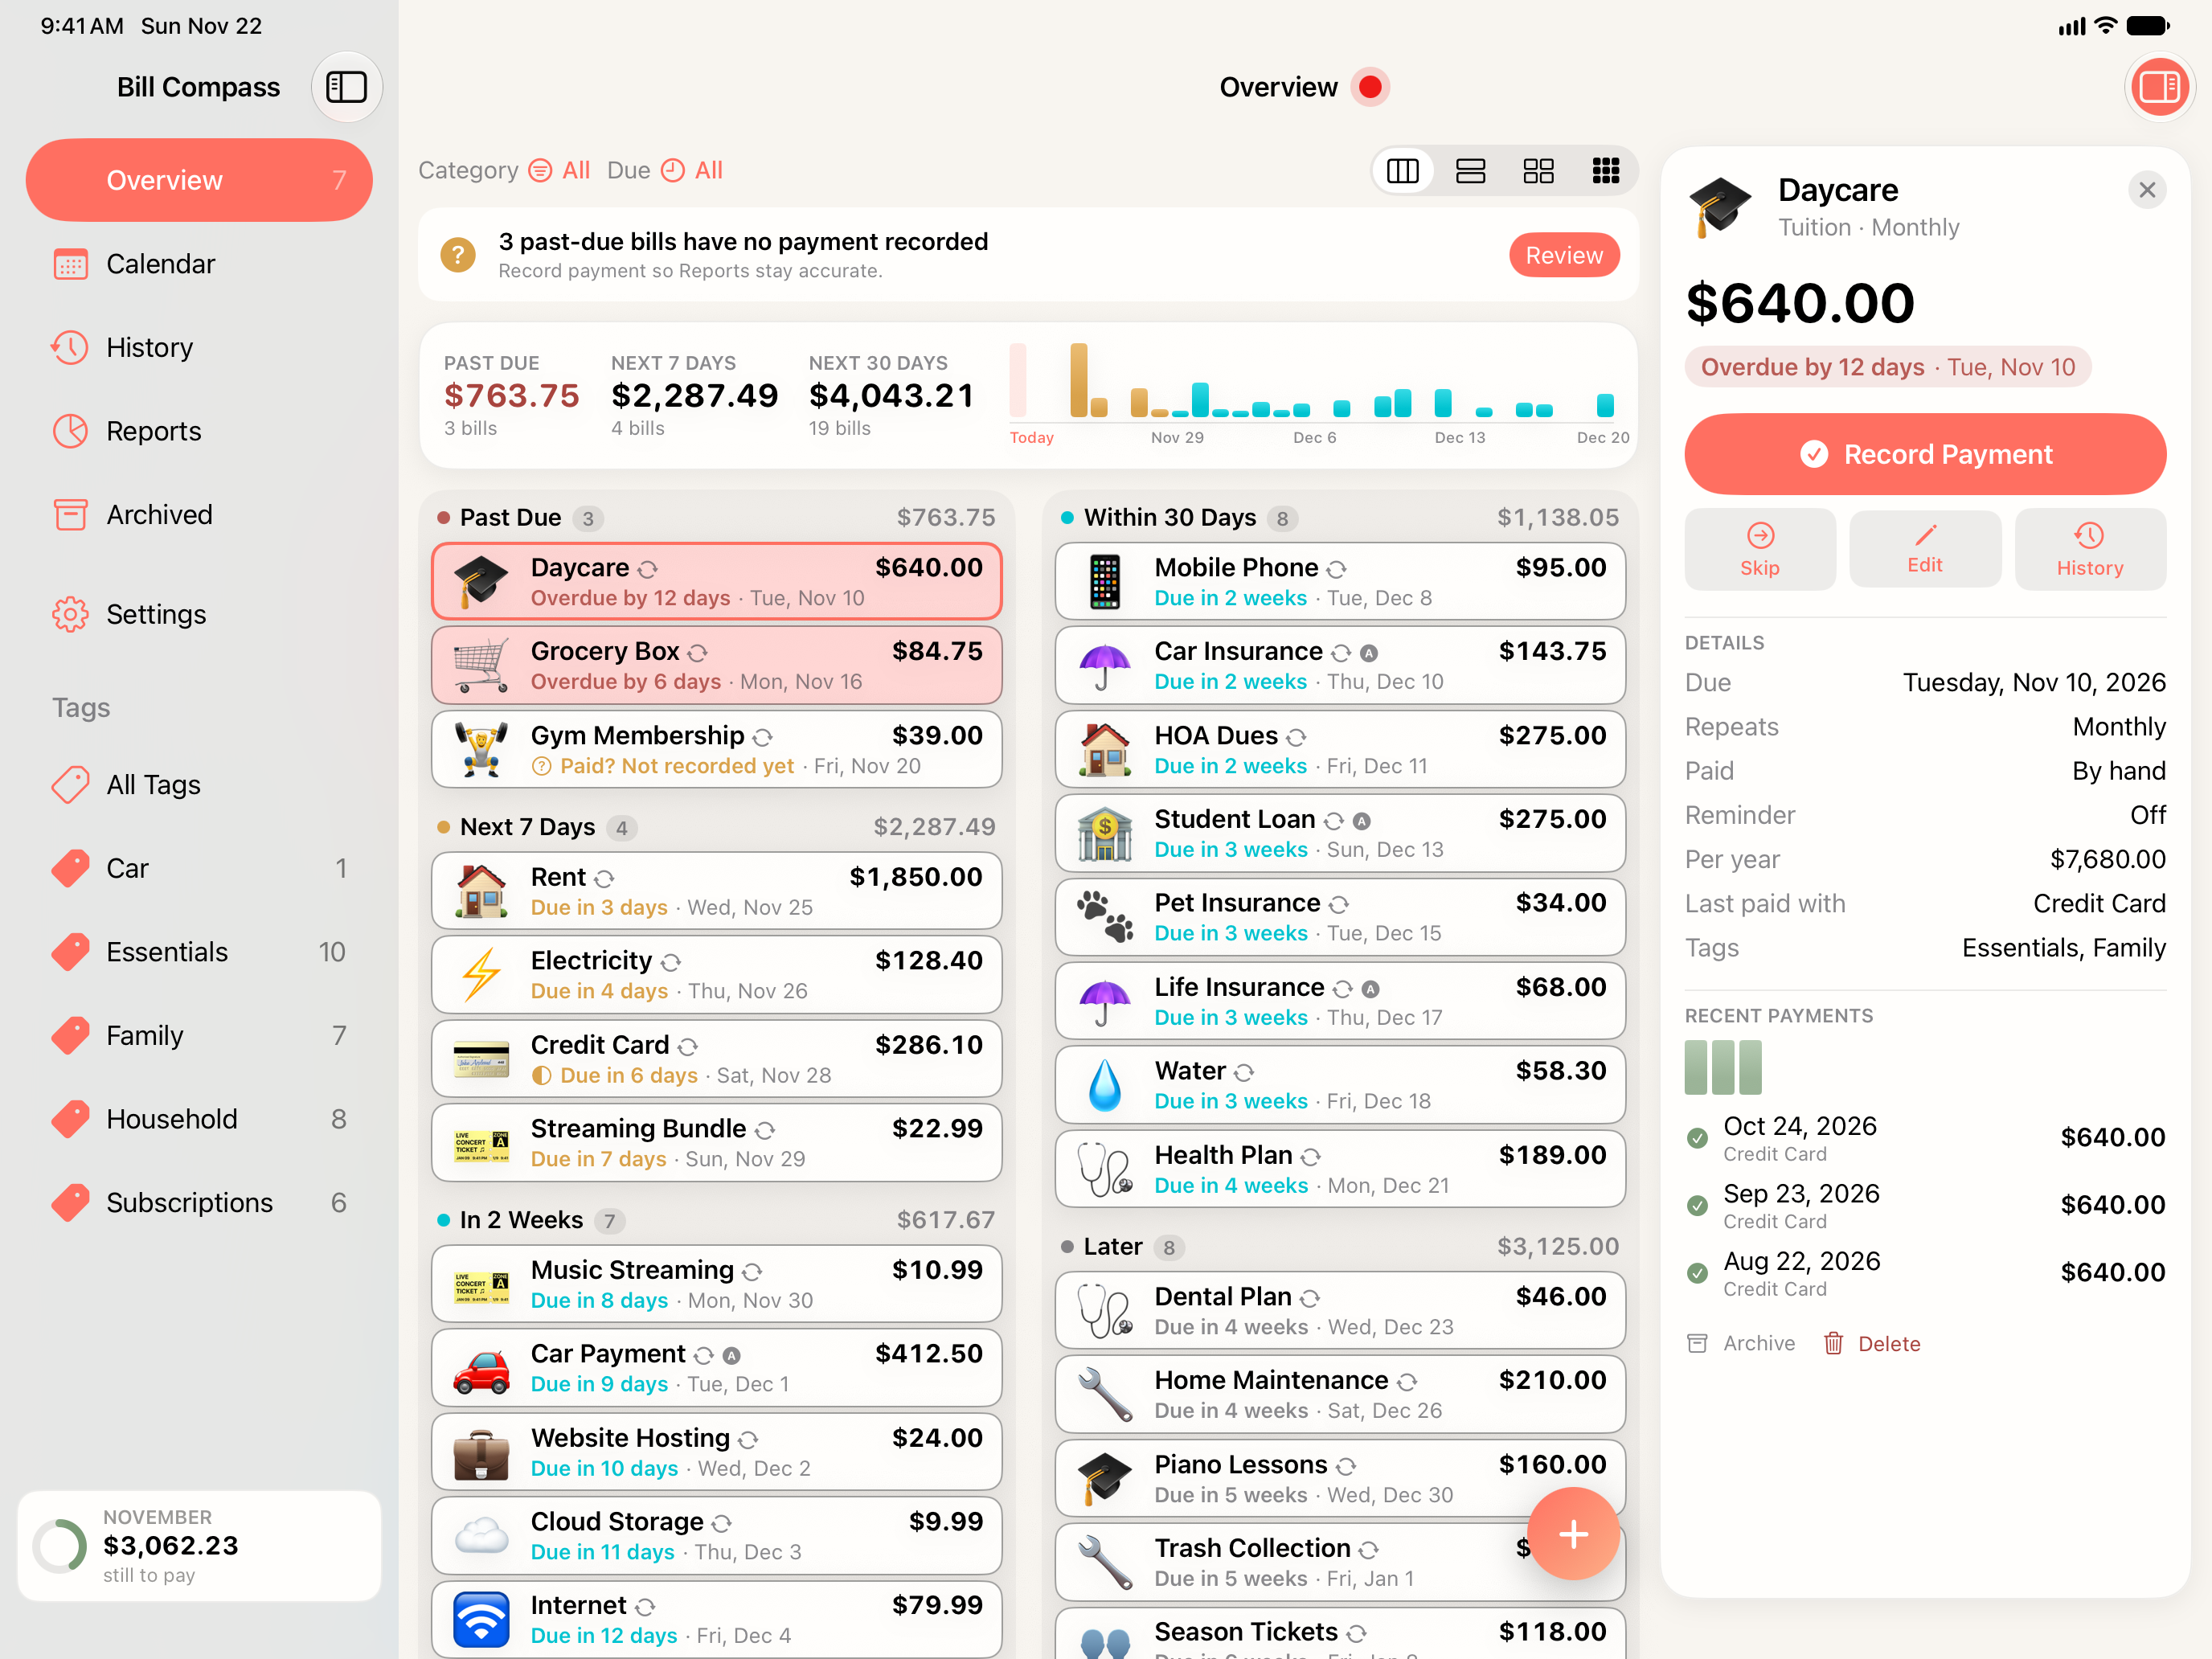 9:41 AM Sun Nov 22
Bill Compass
Overview 7
Calendar
History
Reports
Archived
Settings
Tags
All Tags
Car 1
Essentials 10
Family 7
Household 8
Subscriptions 6
NOVEMBER
$3,062.23
still to pay
Overview
Category All Due All
3 past-due bills have no payment recorded
Record payment so Reports stay accurate.
Review
PAST DUE
$763.75
3 bills
NEXT 7 DAYS
$2,287.49
4 bills
NEXT 30 DAYS
$4,043.21
19 bills
Today Nov 29 Dec 6 Dec 13 Dec 20
Past Due 3 $763.75
Daycare $640.00
Overdue by 12 days · Tue, Nov 10
Grocery Box $84.75
Overdue by 6 days · Mon, Nov 16
Gym Membership $39.00
Paid? Not recorded yet · Fri, Nov 20
Next 7 Days 4 $2,287.49
Rent $1,850.00
Due in 3 days · Wed, Nov 25
Electricity $128.40
Due in 4 days · Thu, Nov 26
Credit Card $286.10
Due in 6 days · Sat, Nov 28
Streaming Bundle $22.99
Due in 7 days · Sun, Nov 29
In 2 Weeks 7 $617.67
Music Streaming $10.99
Due in 8 days · Mon, Nov 30
Car Payment A $412.50
Due in 9 days · Tue, Dec 1
Website Hosting $24.00
Due in 10 days · Wed, Dec 2
Cloud Storage $9.99
Due in 11 days · Thu, Dec 3
Internet $79.99
Due in 12 days · Fri, Dec 4
Within 30 Days 8 $1,138.05
Mobile Phone $95.00
Due in 2 weeks · Tue, Dec 8
Car Insurance A $143.75
Due in 2 weeks · Thu, Dec 10
HOA Dues $275.00
Due in 2 weeks · Fri, Dec 11
Student Loan A $275.00
Due in 3 weeks · Sun, Dec 13
Pet Insurance $34.00
Due in 3 weeks · Tue, Dec 15
Life Insurance A $68.00
Due in 3 weeks · Thu, Dec 17
Water $58.30
Due in 3 weeks · Fri, Dec 18
Health Plan $189.00
Due in 4 weeks · Mon, Dec 21
Later 8 $3,125.00
Dental Plan $46.00
Due in 4 weeks · Wed, Dec 23
Home Maintenance $210.00
Due in 4 weeks · Sat, Dec 26
Piano Lessons $160.00
Due in 5 weeks · Wed, Dec 30
Trash Collection $
Due in 5 weeks · Fri, Jan 1
Season Tickets $118.00
Daycare
Tuition · Monthly
$640.00
Overdue by 12 days · Tue, Nov 10
Record Payment
Skip
Edit
History
DETAILS
Due Tuesday, Nov 10, 2026
Repeats Monthly
Paid By hand
Reminder Off
Per year $7,680.00
Last paid with Credit Card
Tags Essentials, Family
RECENT PAYMENTS
Oct 24, 2026 $640.00
Credit Card
Sep 23, 2026 $640.00
Credit Card
Aug 22, 2026 $640.00
Credit Card
Archive Delete